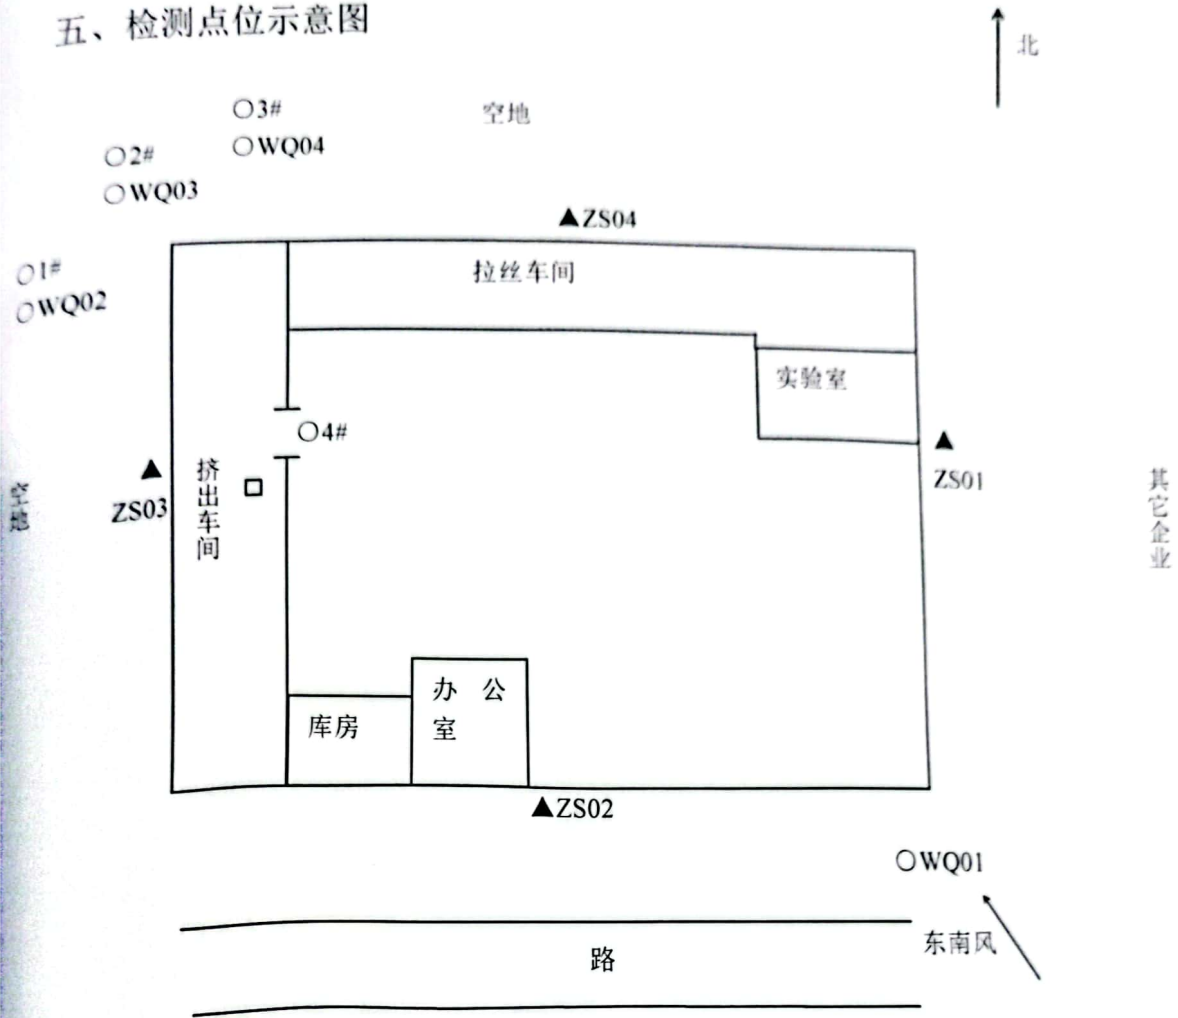 五、检测点位示意图
北
○3#
空地
○WQ04
○2#
○WQ03
▲ZS04
○1#
○WQ02
拉丝车间
实验室
○4#
▲
ZS01
▲
ZS03
挤出车间
空地
其它企业
办 公
室
库房
▲ZS02
○WQ01
东南风
路